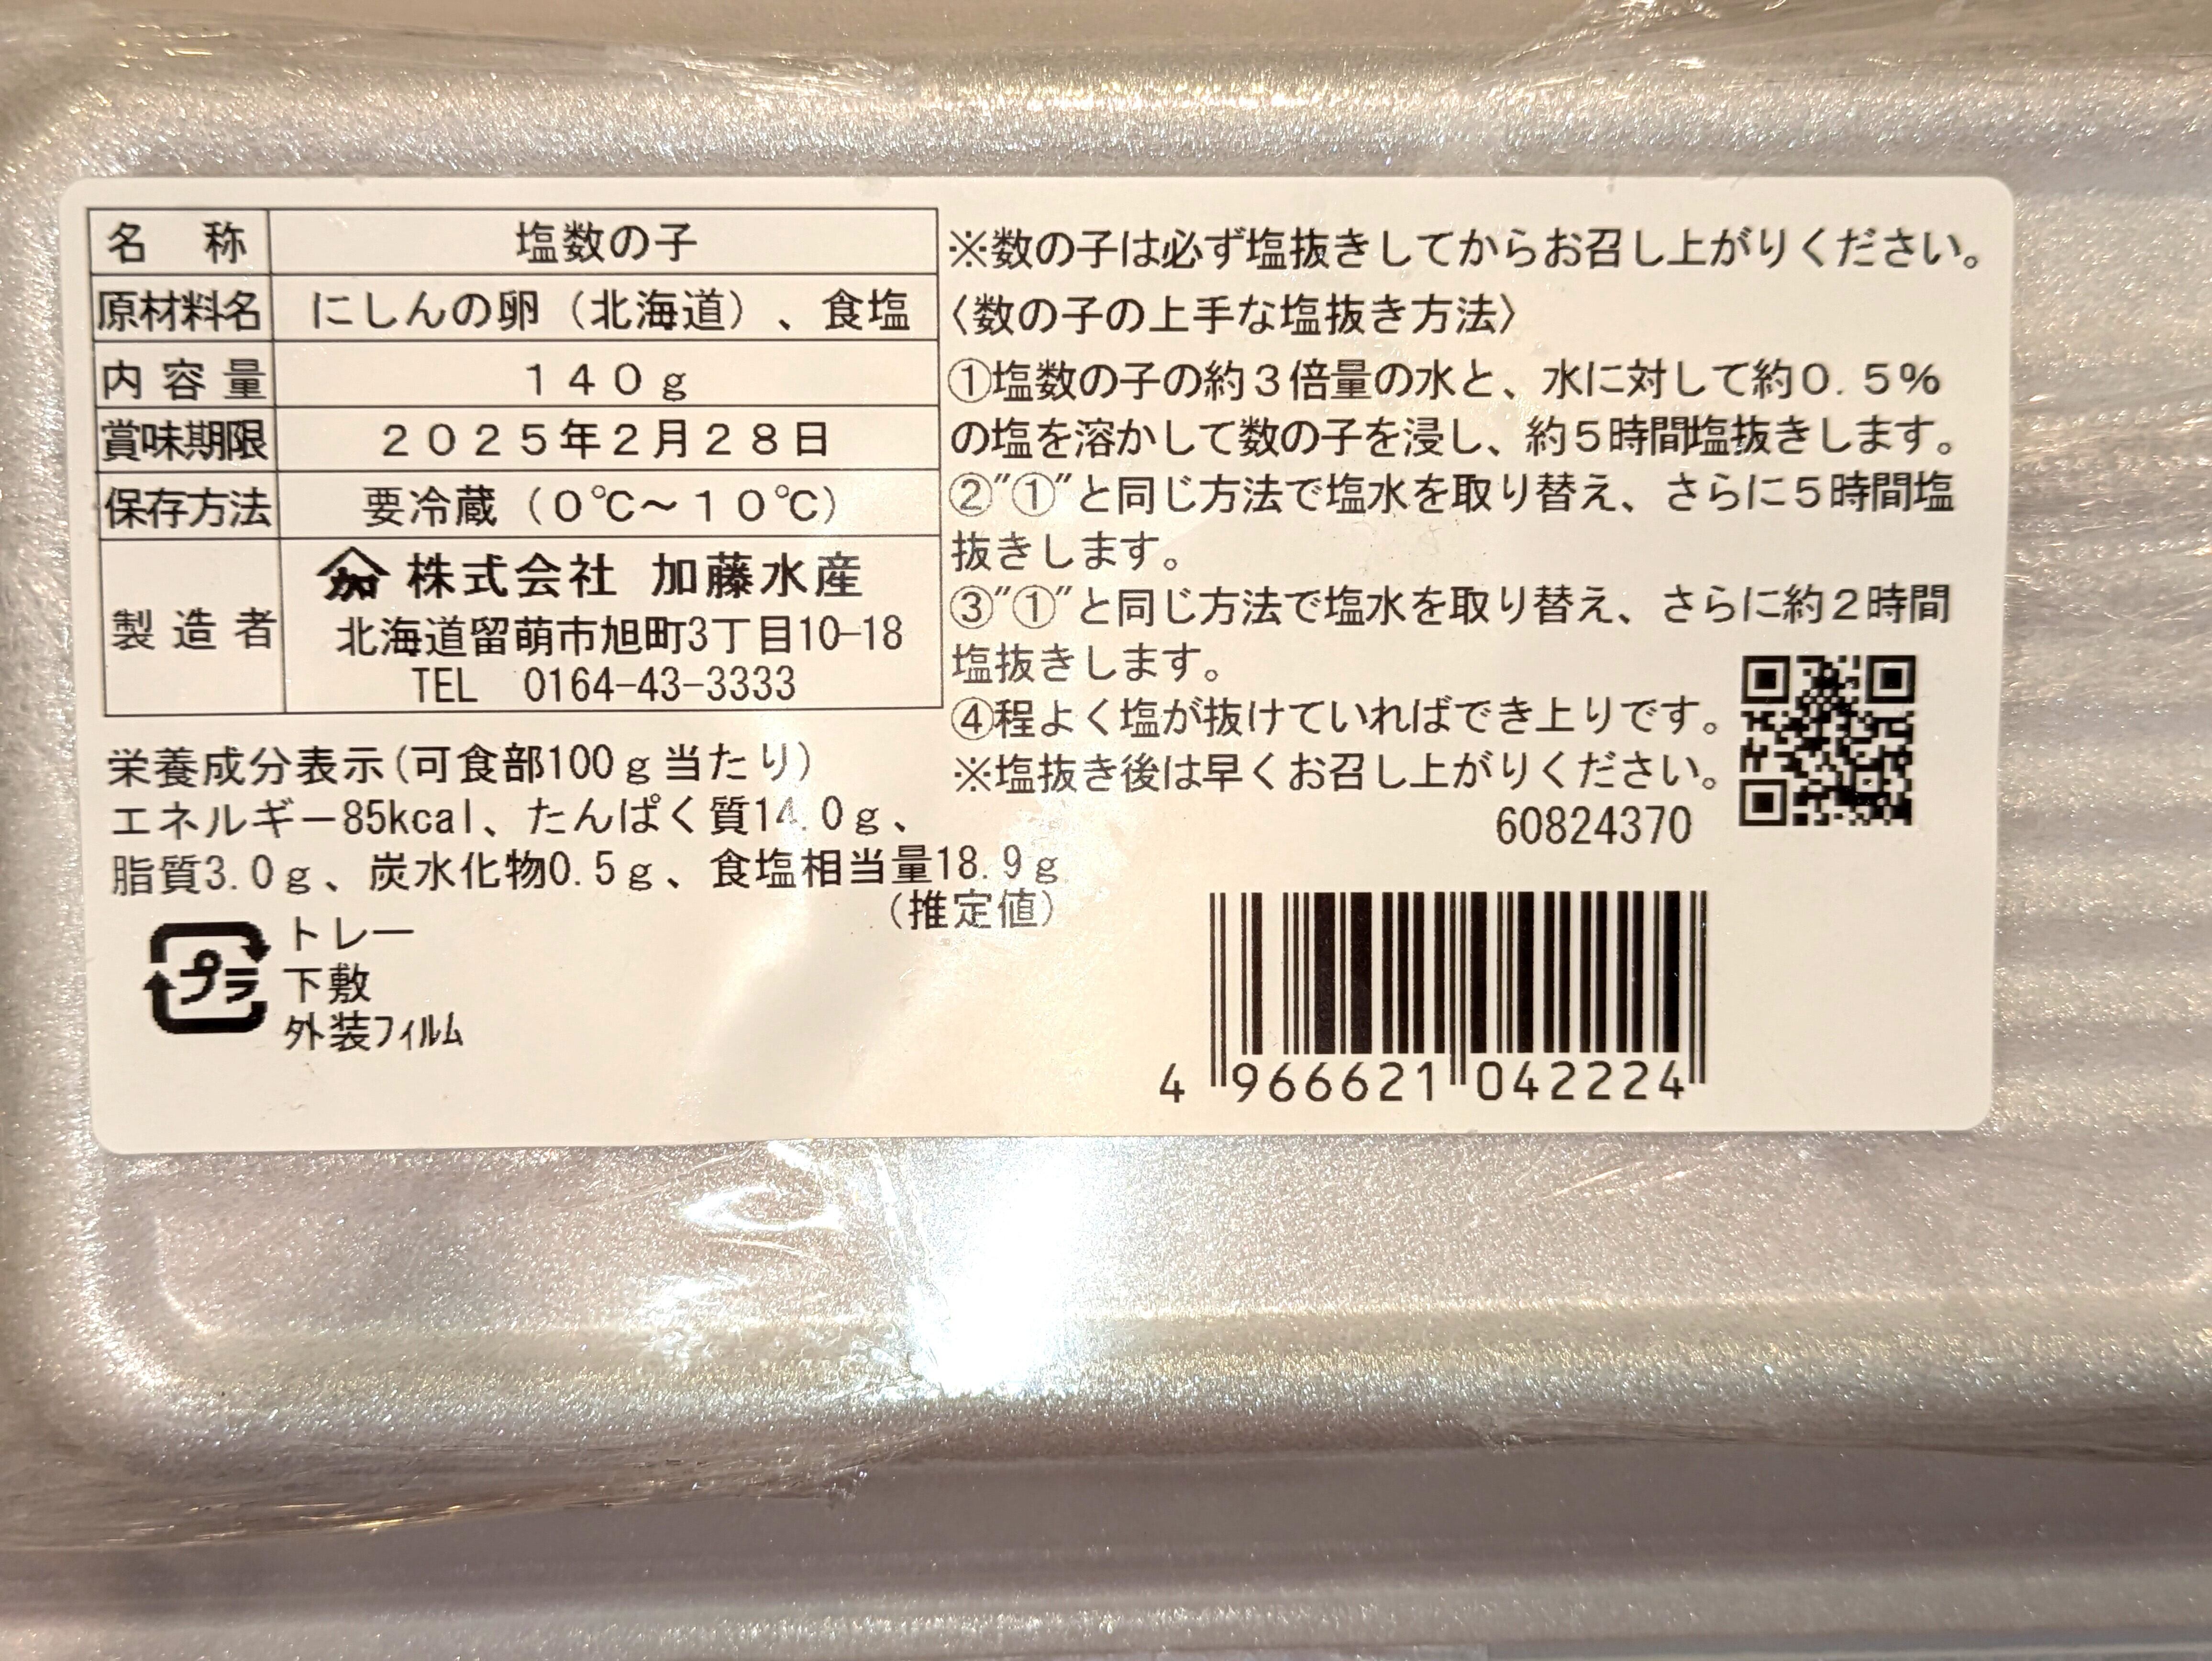 名 称 塩数の子
原材料名 にしんの卵（北海道）、食塩
内容量 140g
賞味期限 2025年2月28日
保存方法 要冷蔵（0℃～10℃）
製造者 加 株式会社 加藤水産
北海道留萌市旭町3丁目10-18
TEL 0164-43-3333
栄養成分表示(可食部100g当たり)
エネルギー85kcal、たんぱく質14.0g、
脂質3.0g、炭水化物0.5g、食塩相当量18.9g
（推定値）
プラ
トレー
下敷
外装フィルム
※数の子は必ず塩抜きしてからお召し上がりください。
〈数の子の上手な塩抜き方法〉
①塩数の子の約3倍量の水と、水に対して約0.5%
の塩を溶かして数の子を浸し、約5時間塩抜きします。
②"①"と同じ方法で塩水を取り替え、さらに5時間塩
抜きします。
③"①"と同じ方法で塩水を取り替え、さらに約2時間
塩抜きします。
④程よく塩が抜けていればでき上りです。
※塩抜き後は早くお召し上がりください。
60824370
4 966621 042224